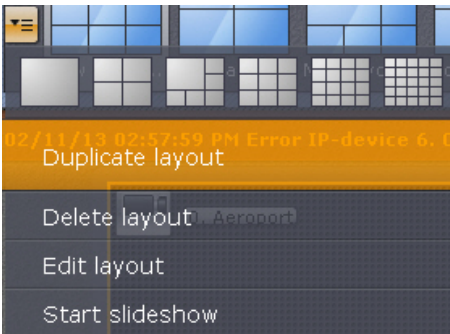 02/11/13 02:57:59 PM Error IP-device 6.
Duplicate layout
Delete layout
. Aeroport
Edit layout
Start slideshow